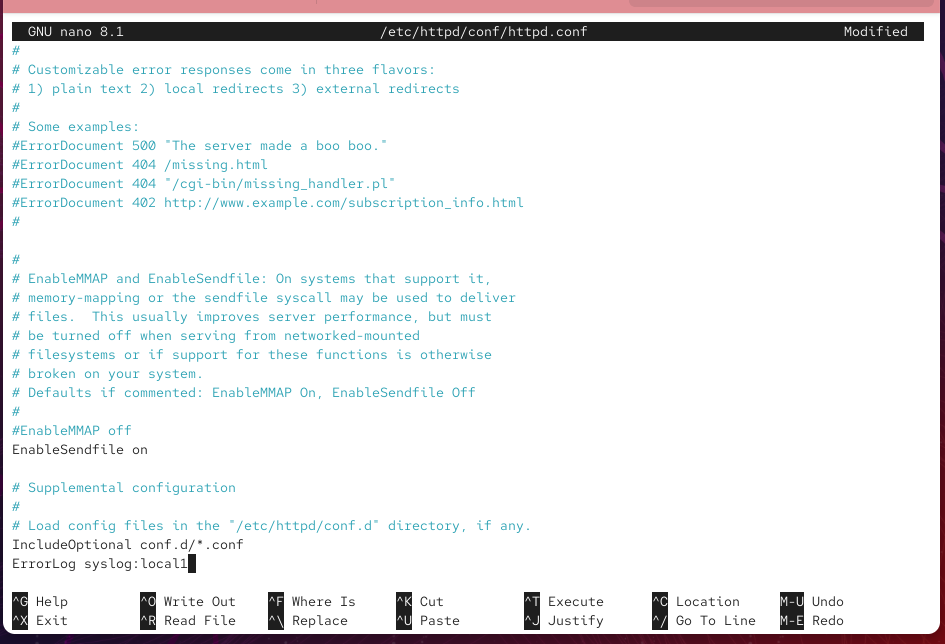 GNU nano 8.1 /etc/httpd/conf/httpd.conf Modified
#
# Customizable error responses come in three flavors:
# 1) plain text 2) local redirects 3) external redirects
#
# Some examples:
#ErrorDocument 500 "The server made a boo boo."
#ErrorDocument 404 /missing.html
#ErrorDocument 404 "/cgi-bin/missing_handler.pl"
#ErrorDocument 402 http://www.example.com/subscription_info.html
#
#
# EnableMMAP and EnableSendfile: On systems that support it,
# memory-mapping or the sendfile syscall may be used to deliver
# files.  This usually improves server performance, but must
# be turned off when serving from networked-mounted
# filesystems or if support for these functions is otherwise
# broken on your system.
# Defaults if commented: EnableMMAP On, EnableSendfile Off
#
#EnableMMAP off
EnableSendfile on
# Supplemental configuration
#
# Load config files in the "/etc/httpd/conf.d" directory, if any.
IncludeOptional conf.d/*.conf
ErrorLog syslog:local1
^G Help ^O Write Out ^F Where Is ^K Cut ^T Execute ^C Location M-U Undo
^X Exit ^R Read File ^\ Replace ^U Paste ^J Justify ^/ Go To Line M-E Redo